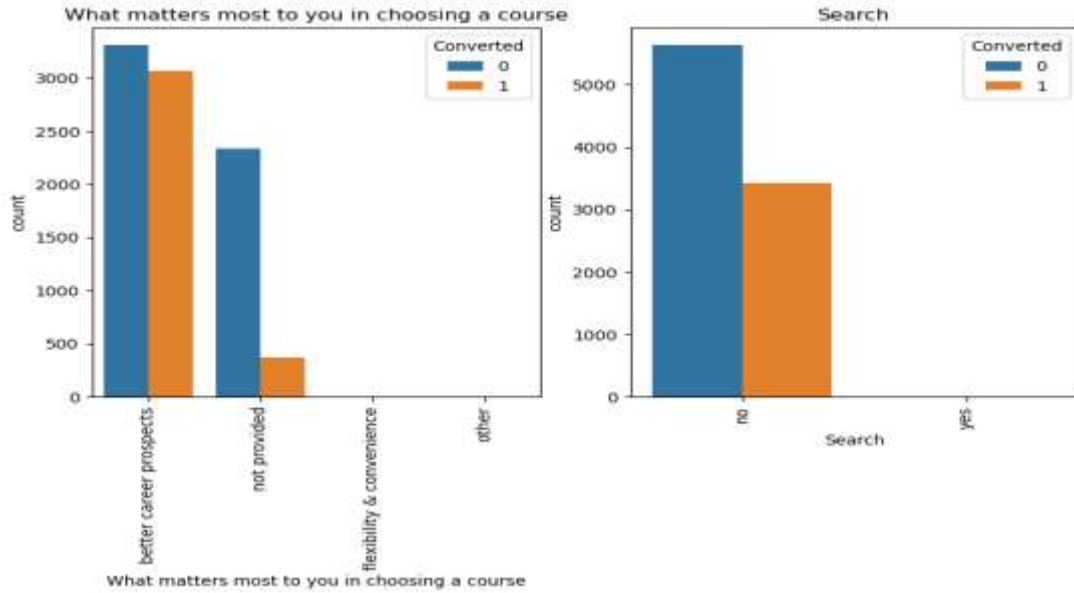 What matters most to you in choosing a course
Converted
0
1
3000
2500
2000
1500
1000
500
0
count
better career prospects
not provided
flexibility & convenience
other
What matters most to you in choosing a course
Search
Converted
0
1
5000
4000
3000
2000
1000
0
count
no
yes
Search